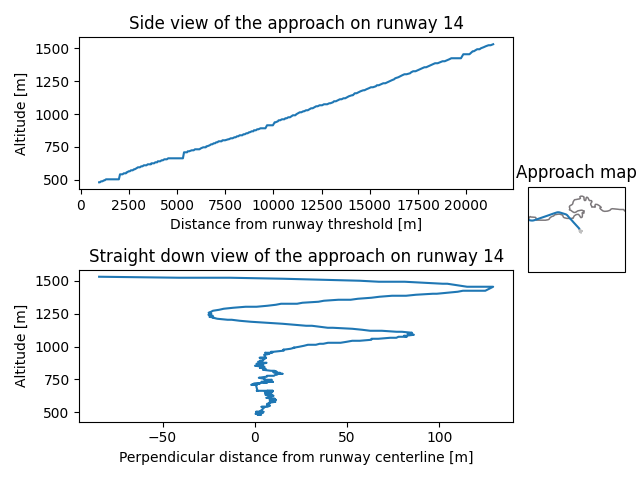 Side view of the approach on runway 14
1500
1250
1000
750
500
Altitude [m]
0 2500 5000 7500 10000 12500 15000 17500 20000
Distance from runway threshold [m]
Approach map
Straight down view of the approach on runway 14
1500
1250
1000
750
500
Altitude [m]
−50 0 50 100
Perpendicular distance from runway centerline [m]